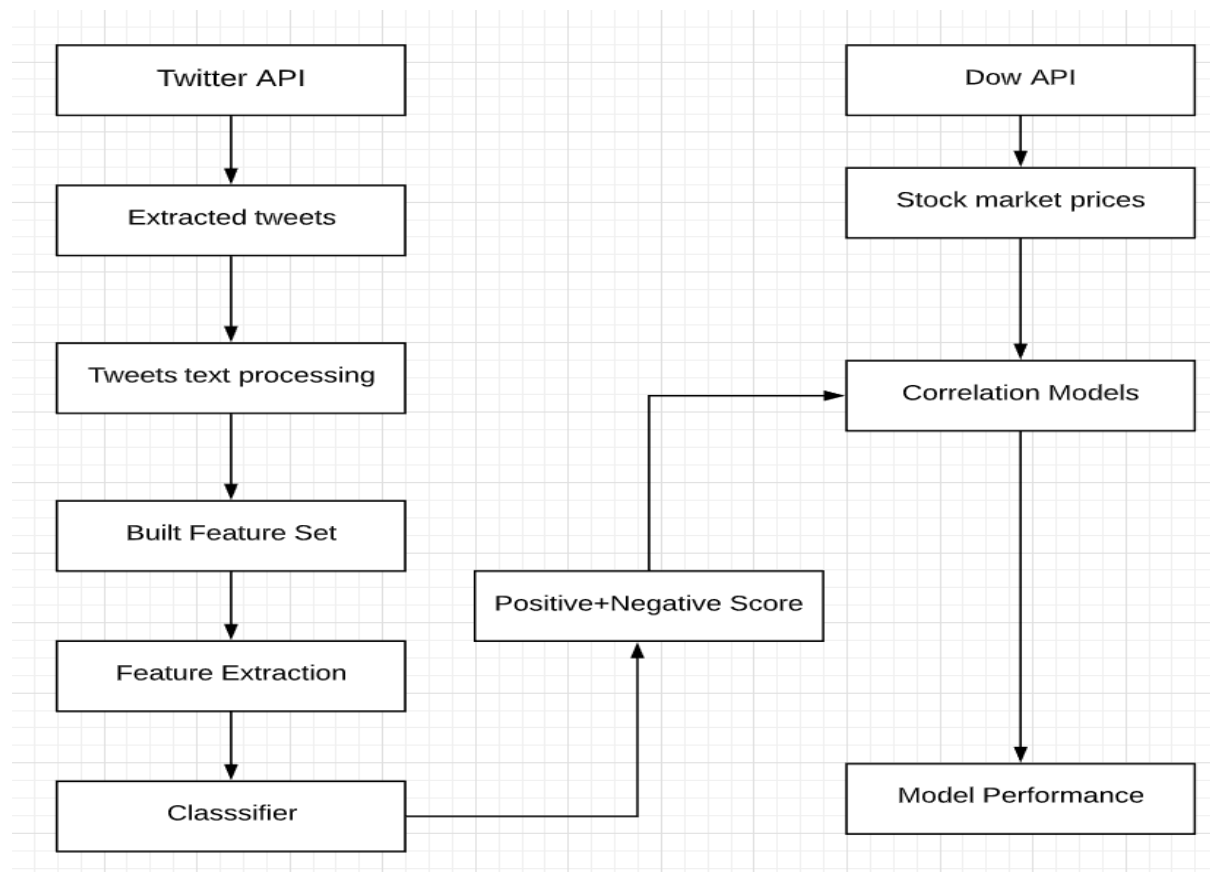 Twitter API
Extracted tweets
Tweets text processing
Built Feature Set
Feature Extraction
Classsifier
Positive+Negative Score
Dow API
Stock market prices
Correlation Models
Model Performance